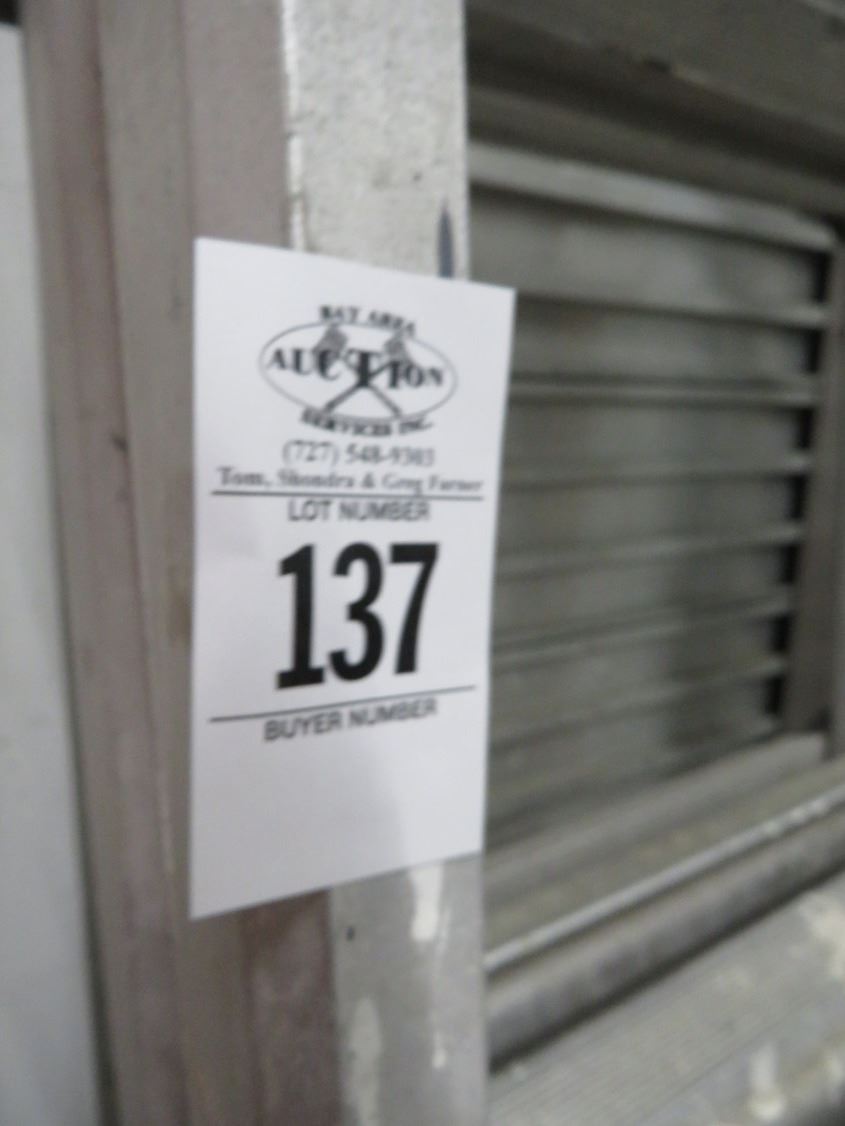 BAY AREA
AUCTION
SERVICES INC.
(727) 548-9303
Tom, Shondra & Greg Farner
LOT NUMBER
137
BUYER NUMBER